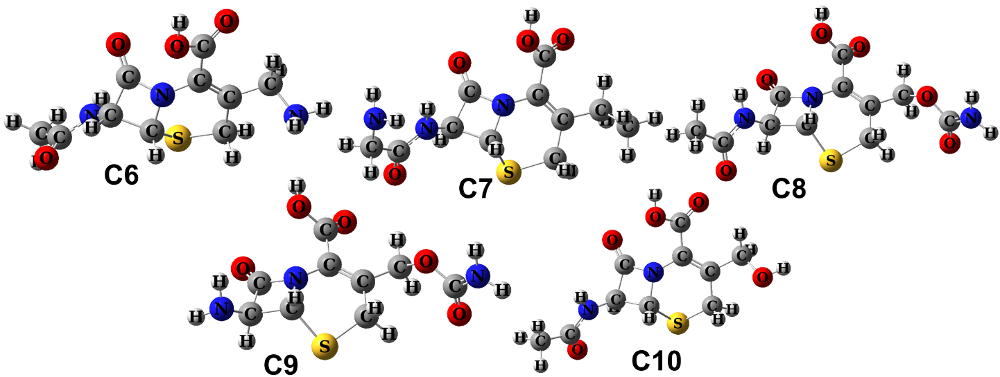 H O
O O C
H H
C C C
H N C
H N C H N
H C C H C S C H H
H O H H
C6
H
O O
C
O H
C C
H N C H
N H N C C H H H
H C C H C H C
H O S C H H H
C7
H
O
C O
O C H C O
H C N C H H
H N H C N H
C H C C C H O
H C H S H
O
C8
H
O
C O
O C C O H
H C N C H C N H
H N C H C C H O
H S H
C9
H O
O C
O H
C N C C H H
C O
H N C C C H
H C H H S H
H C O
H
C10